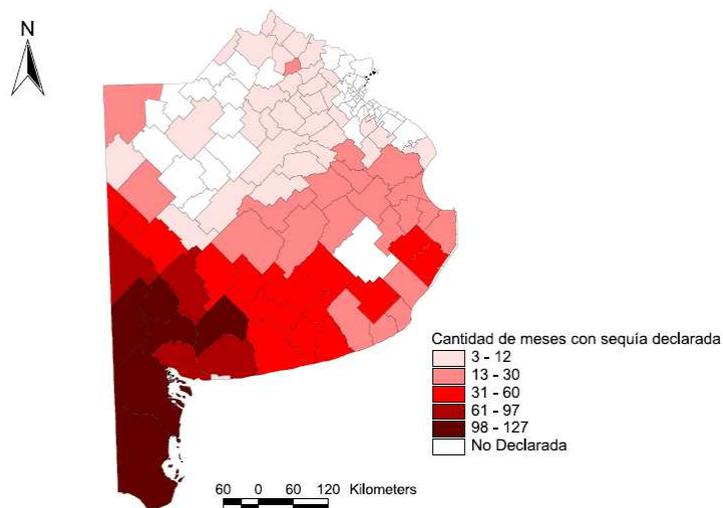 N
Cantidad de meses con sequía declarada
3 - 12
13 - 30
31 - 60
61 - 97
98 - 127
No Declarada
60 0 60 120 Kilometers